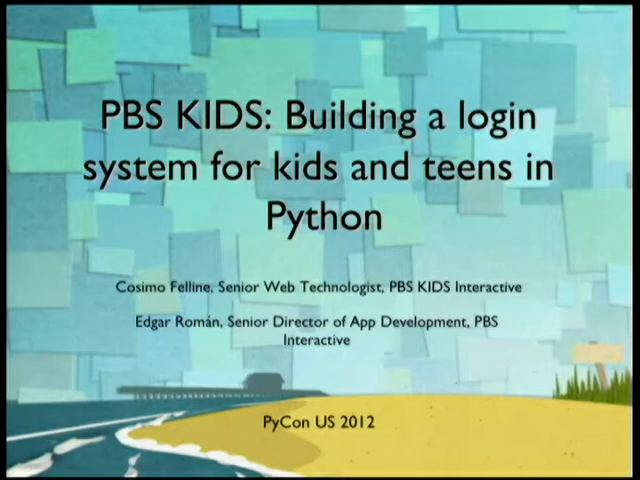 PBS KIDS: Building a login
system for kids and teens in
Python
Cosimo Felline, Senior Web Technologist, PBS KIDS Interactive
Edgar Román, Senior Director of App Development, PBS
Interactive
PyCon US 2012